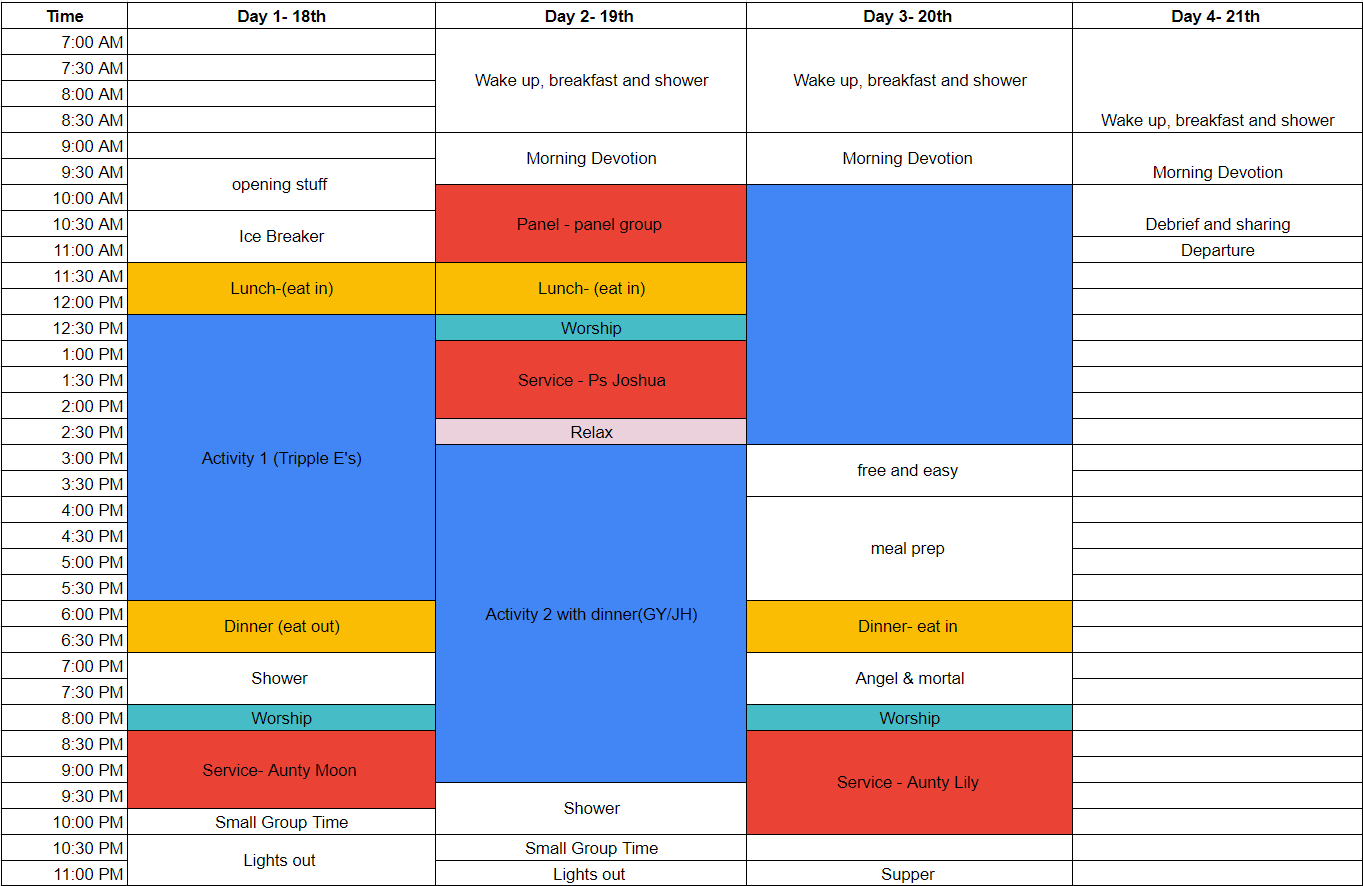 Time Day 1- 18th Day 2- 19th Day 3- 20th Day 4- 21th
7:00 AM
7:30 AM
Wake up, breakfast and shower Wake up, breakfast and shower
8:00 AM
8:30 AM Wake up, breakfast and shower
9:00 AM
Morning Devotion Morning Devotion
9:30 AM Morning Devotion
opening stuff
10:00 AM
10:30 AM Panel - panel group Debrief and sharing
Ice Breaker
11:00 AM Departure
11:30 AM
Lunch-(eat in) Lunch- (eat in)
12:00 PM
12:30 PM Worship
1:00 PM
1:30 PM Service - Ps Joshua
2:00 PM
2:30 PM Relax
3:00 PM Activity 1 (Tripple E's)
free and easy
3:30 PM
4:00 PM
4:30 PM
meal prep
5:00 PM
5:30 PM
6:00 PM Activity 2 with dinner(GY/JH)
Dinner (eat out) Dinner- eat in
6:30 PM
7:00 PM
Shower Angel & mortal
7:30 PM
8:00 PM Worship Worship
8:30 PM
9:00 PM Service- Aunty Moon
Service - Aunty Lily
9:30 PM
Shower
10:00 PM Small Group Time
10:30 PM Small Group Time
Lights out
11:00 PM Lights out Supper